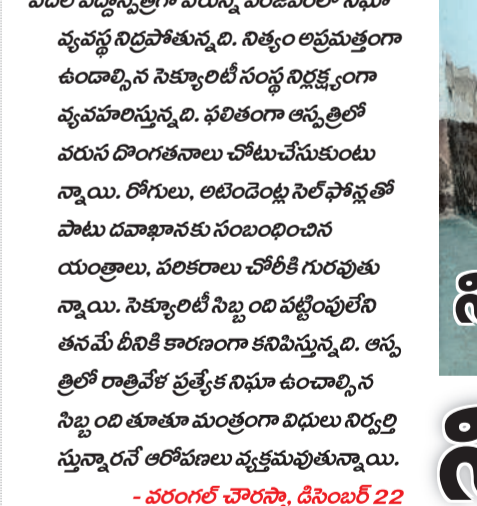 వ్యవస్థ నిద్రపోతున్నది. నిత్యం అప్రమత్తంగా
ఉండాల్సిన సెక్యూరిటీ సంస్థ నిర్లక్ష్యంగా
వ్యవహరిస్తున్నది. ఫలితంగా ఆస్పత్రిలో
వరుస దొంగతనాలు చోటుచేసుకుంటు
న్నాయి. రోగులు, అటెండెంట్ల సెల్‌ఫోన్లతో
పాటు దవాఖానకు సంబంధించిన
యంత్రాలు, పరికరాలు చోరీకి గురవుతు
న్నాయి. సెక్యూరిటీ సిబ్బంది పట్టింపులేని
తనమే దీనికి కారణంగా కనిపిస్తున్నది. ఆస్ప
త్రిలో రాత్రివేళ ప్రత్యేక నిఘా ఉంచాల్సిన
సిబ్బంది తూతూ మంత్రంగా విధులు నిర్వర్తి
స్తున్నారనే ఆరోపణలు వ్యక్తమవుతున్నాయి.
- వరంగల్ చౌరస్తా, డిసెంబర్ 22